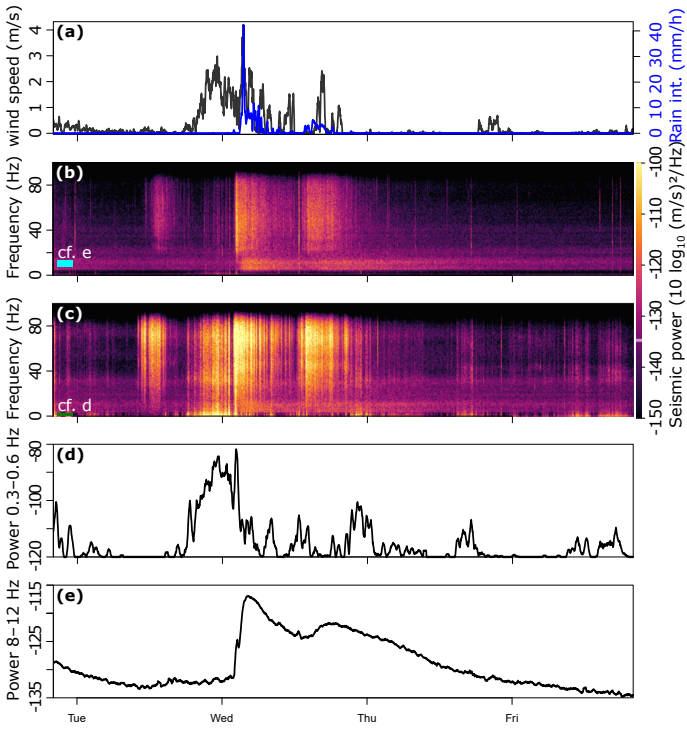 (a)
wind speed (m/s)
0 1 2 3 4
0 10 20 30 40
Rain int. (mm/h)
(b)
Frequency (Hz)
0 40 80
cf. e
(c)
Frequency (Hz)
0 40 80
cf. d
-150 -140 -130 -120 -110 -100
Seismic power (10 log10 (m/s)²/Hz)
(d)
Power 0.3–0.6 Hz
-120 -100 -80
(e)
Power 8–12 Hz
-135 -125 -115
Tue Wed Thu Fri